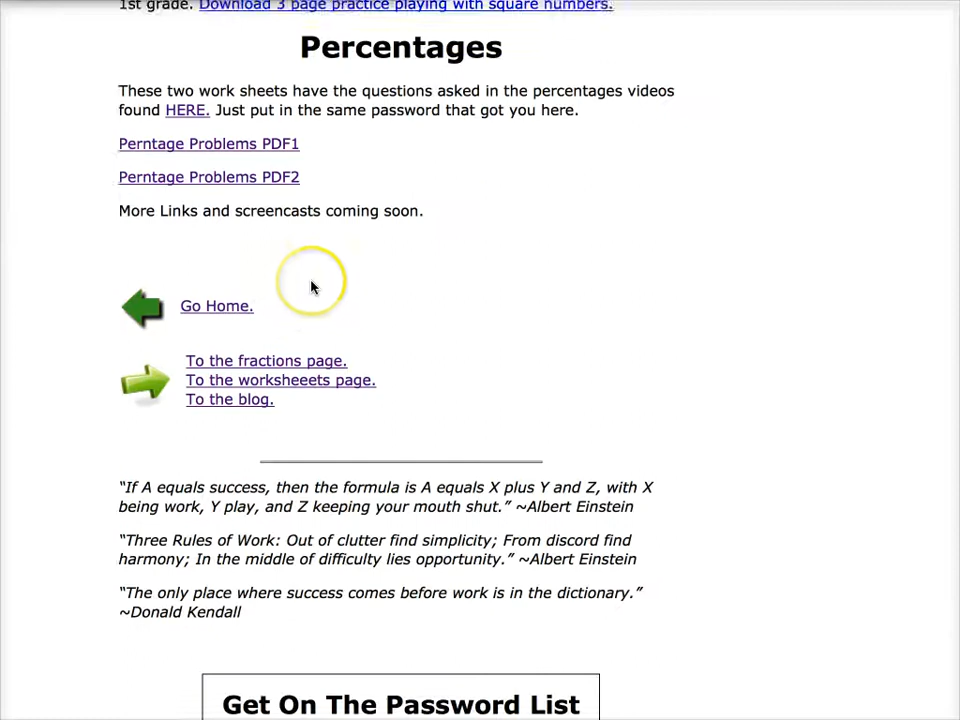 1st grade. Download 3 page practice playing with square numbers.
Percentages
These two work sheets have the questions asked in the percentages videos
found HERE. Just put in the same password that got you here.
Perntage Problems PDF1
Perntage Problems PDF2
More Links and screencasts coming soon.
Go Home.
To the fractions page.
To the worksheeets page.
To the blog.
“If A equals success, then the formula is A equals X plus Y and Z, with X
being work, Y play, and Z keeping your mouth shut.” ~Albert Einstein
“Three Rules of Work: Out of clutter find simplicity; From discord find
harmony; In the middle of difficulty lies opportunity.” ~Albert Einstein
“The only place where success comes before work is in the dictionary.”
~Donald Kendall
Get On The Password List